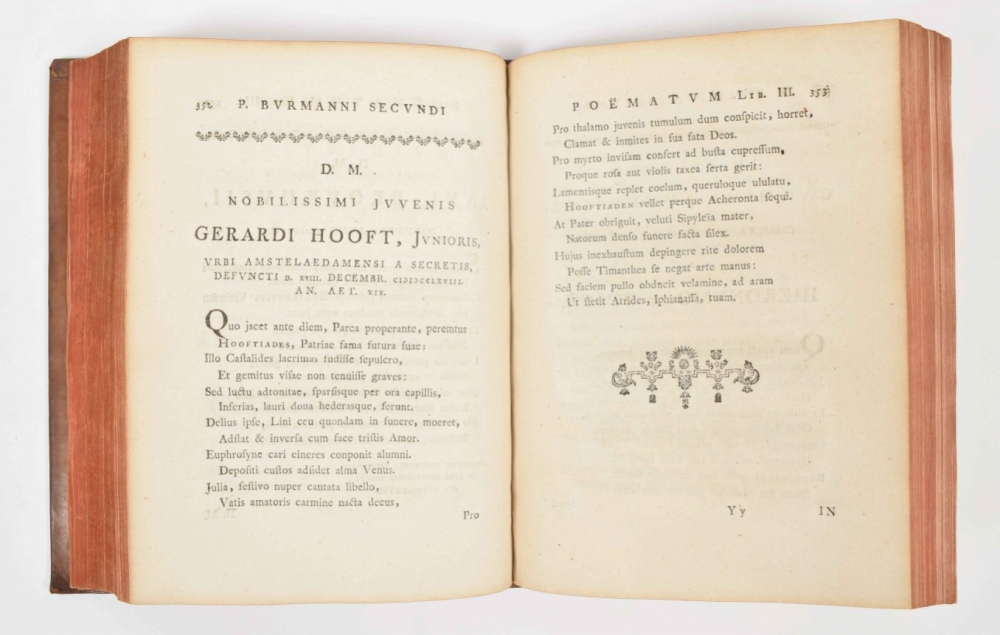 352 P. BVRMANNI SECVNDI
D. M.
NOBILISSIMI JVVENIS
GERARDI HOOFT, JVNIORIS,
VRBI AMSTELAEDAMENSI A SECRETIS,
DEFVNCTI D. XVIII. DECEMBR. CIƆIƆCCLXVIII.
AN. AET. XIX.
Quo jacet ante diem, Parca properante, peremtus
HOOFTIADES, Patriae fama futura suae:
Illo Castalides lacrimas fudisse sepulcro,
Et gemitus visae non tenuisse graves:
Sed luctu adtonitae, sparsisque per ora capillis,
Inferias, lauri dona hederasque, ferunt.
Delius ipse, Lini ceu quondam in funere, moeret,
Adstat & inversa cum face tristis Amor.
Euphrosyne cari cineres conponit alumni.
Depositi custos adsidet alma Venus.
Julia, festivo nuper cantata libello,
Vatis amatoris carmine nacta decus,
Pro
POËMATVM LIB. III. 353
Pro thalamo juvenis tumulum dum conspicit, horret,
Clamat & inmites in sua fata Deos.
Pro myrto invisam confert ad busta cupressum,
Proque rosa aut violis taxea serta gerit:
Lamentisque replet coelum, queruloque ululatu,
HOOFTIADEN vellet perque Acheronta sequi.
At Pater obriguit, veluti Sipyleïa mater,
Natorum denso funere facta silex.
Hujus inexhaustum depingere rite dolorem
Posse Timanthea se negat arte manus:
Sed faciem pullo obducit velamine, ad aram
Ut stetit Atrides, Iphianassa, tuam.
Yy IN